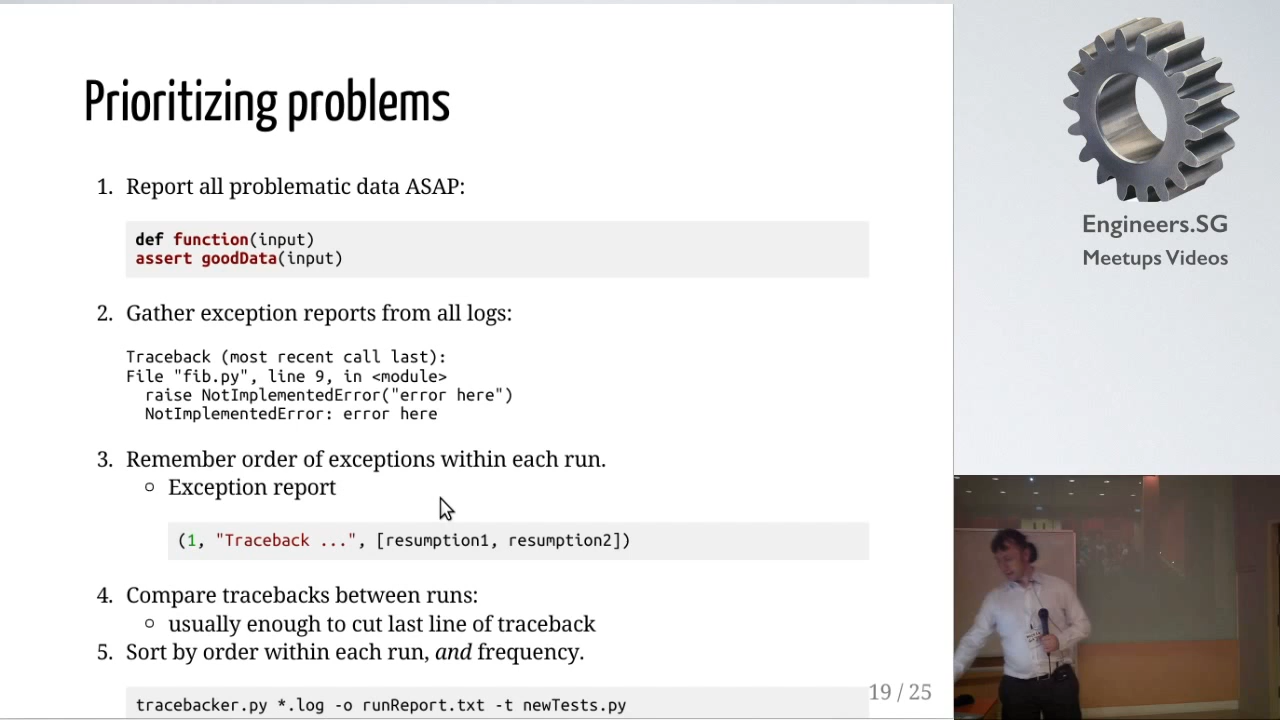 Prioritizing problems
1. Report all problematic data ASAP:
def function(input)
assert goodData(input)
2. Gather exception reports from all logs:
Traceback (most recent call last):
File "fib.py", line 9, in <module>
raise NotImplementedError("error here")
NotImplementedError: error here
3. Remember order of exceptions within each run.
Exception report
(1, "Traceback ...", [resumption1, resumption2])
4. Compare tracebacks between runs:
usually enough to cut last line of traceback
5. Sort by order within each run, and frequency.
tracebacker.py *.log -o runReport.txt -t newTests.py
19 / 25
Engineers.SG
Meetups Videos